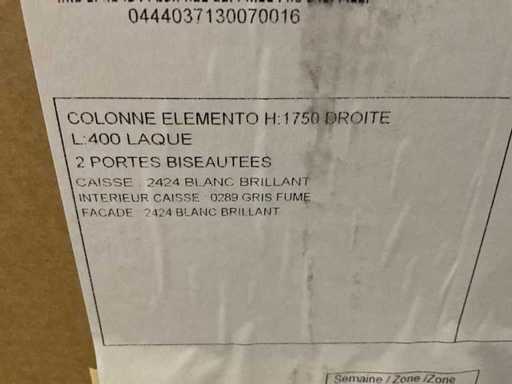 0444037130070016
COLONNE ELEMENTO H:1750 DROITE
L:400 LAQUE
2 PORTES BISEAUTEES
CAISSE : 2424 BLANC BRILLANT
INTERIEUR CAISSE : 0289 GRIS FUME
FACADE : 2424 BLANC BRILLANT
Semaine / Zone /Zone